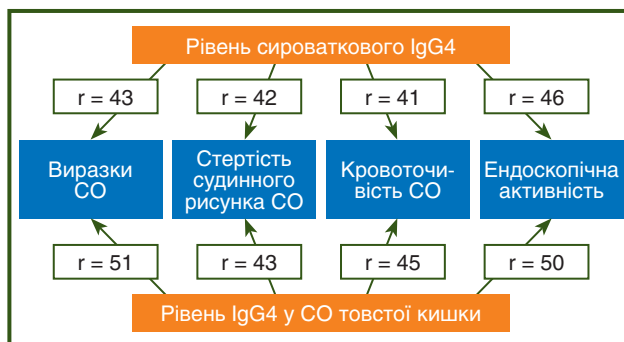 Рівень сироваткового IgG4
r = 43
r = 42
r = 41
r = 46
Виразки
СО
Стертість
судинного
рисунка СО
Кровоточи-
вість СО
Ендоскопічна
активність
r = 51
r = 43
r = 45
r = 50
Рівень IgG4 у СО товстої кишки